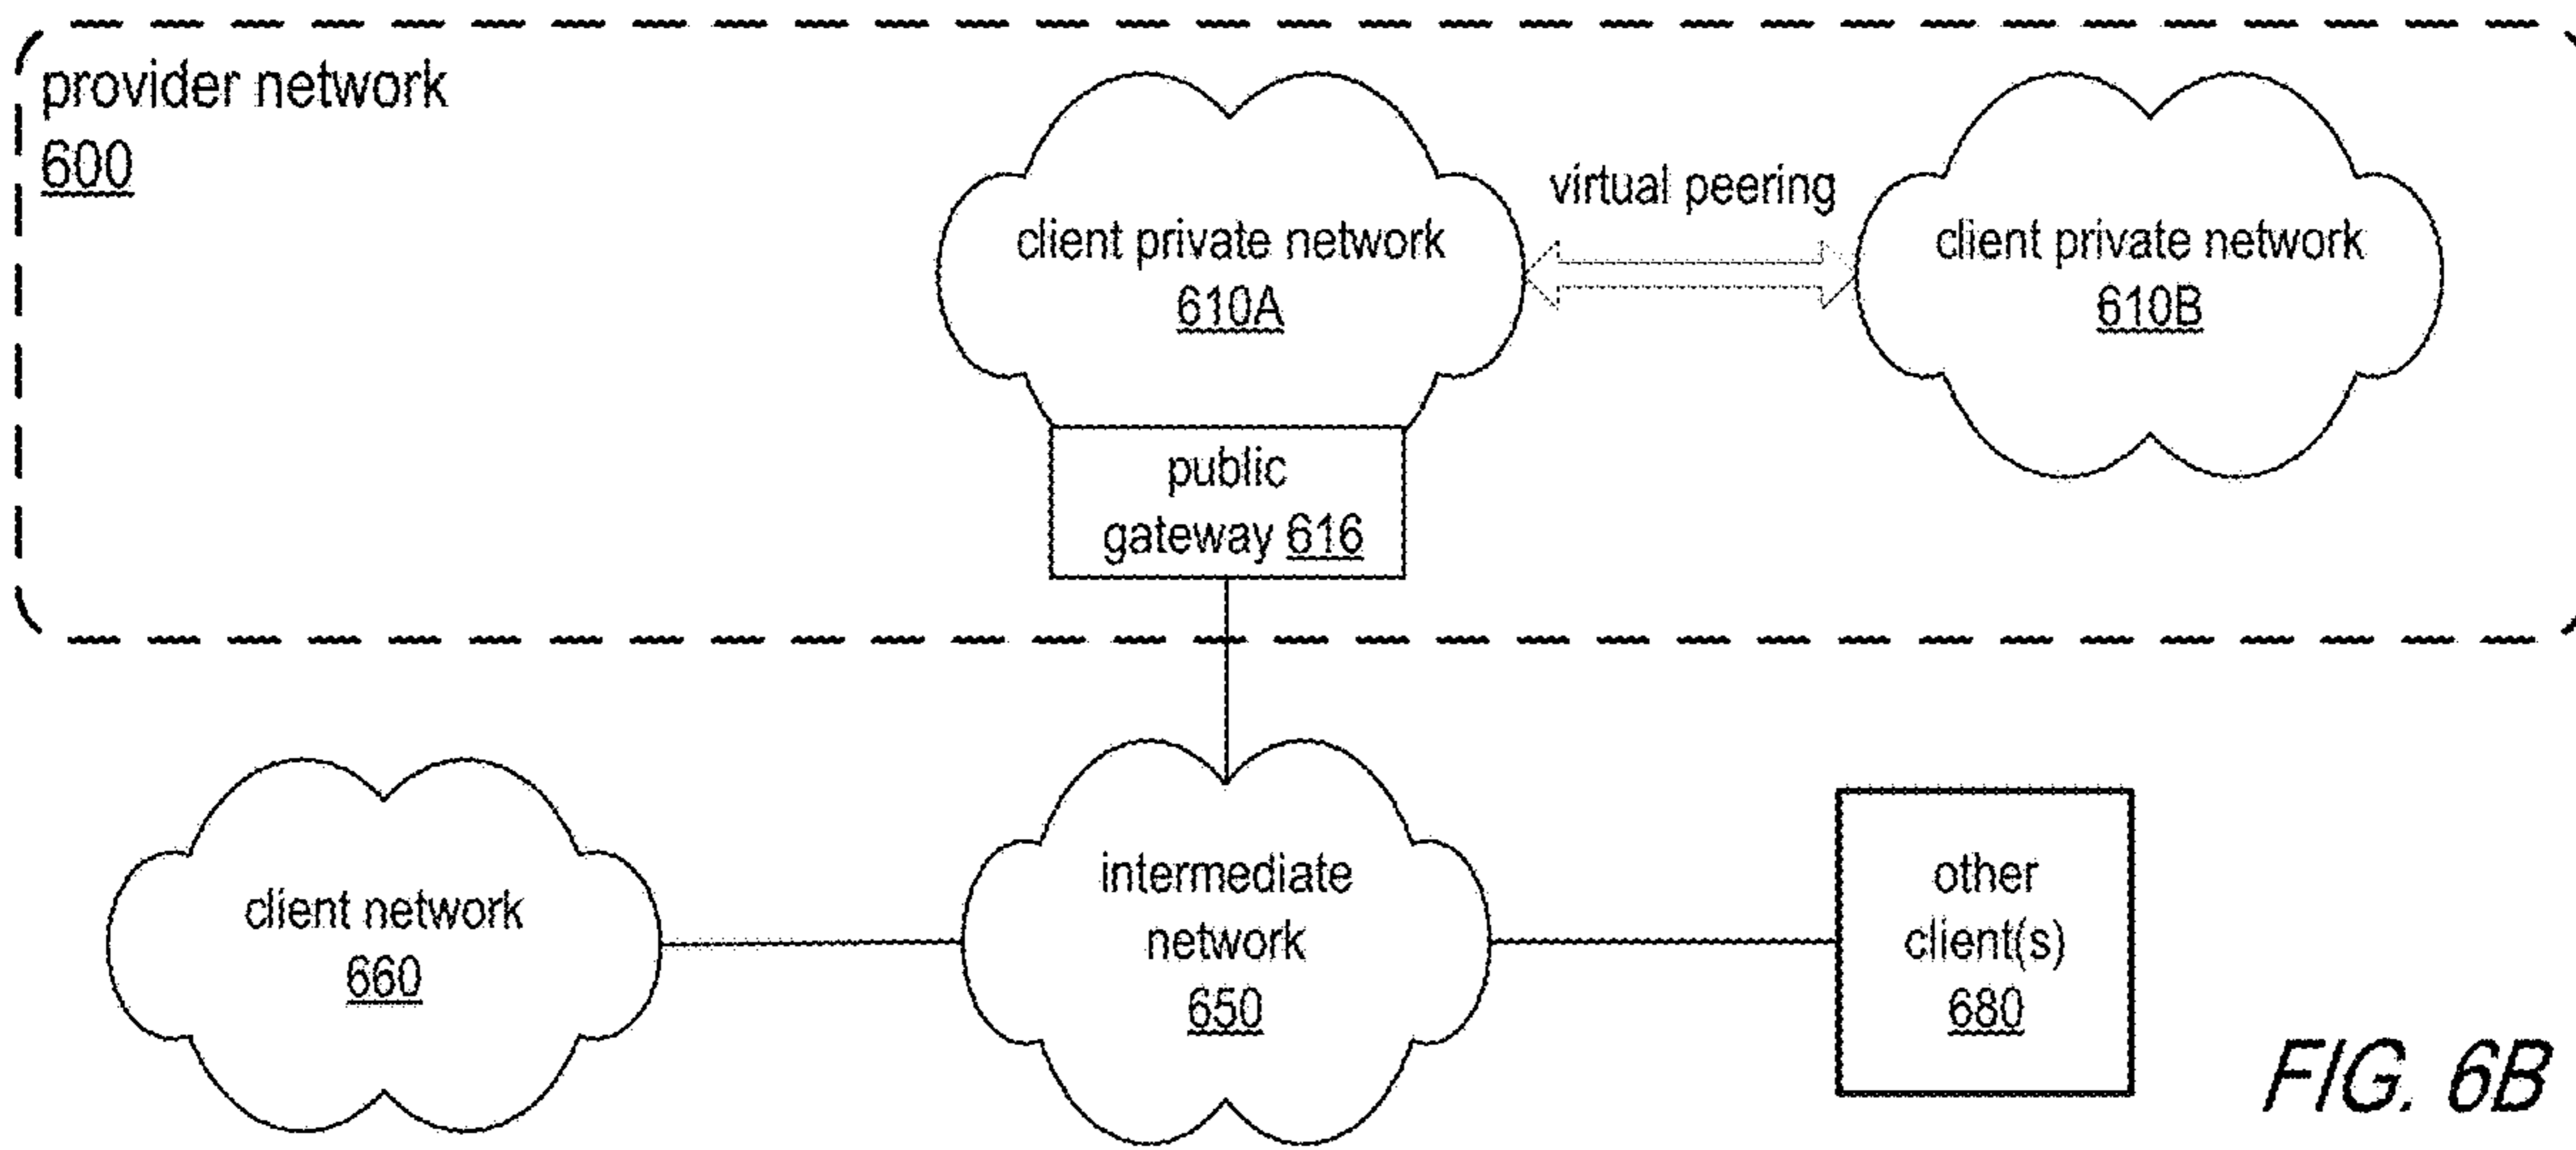 provider network
600
client private network
610A
virtual peering
client private network
610B
public
gateway 616
client network
660
intermediate
network
650
other
client(s)
680
FIG. 6B